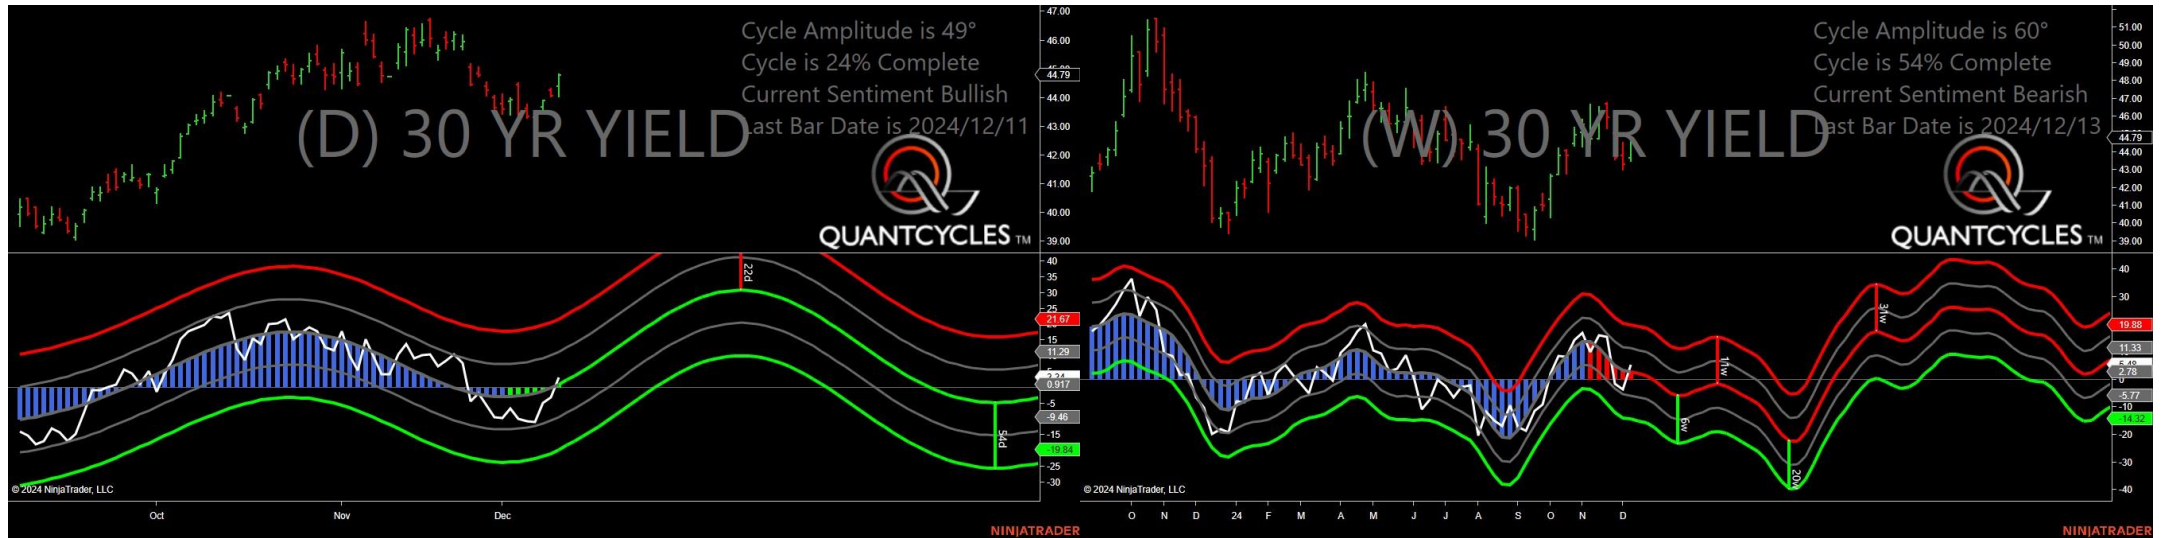 Cycle Amplitude is 49°
Cycle is 24% Complete
Current Sentiment Bullish
Last Bar Date is 2024/12/11
(D) 30 YR YIELD
QUANTCYCLES TM
47.00
46.00
44.79
44.00
43.00
42.00
41.00
40.00
39.00
22d
54d
40
35
30
25
21.67
15
11.29
0.917
-5
-9.46
-15
-19.84
-25
-30
© 2024 NinjaTrader, LLC
Oct Nov Dec
NINJATRADER
Cycle Amplitude is 60°
Cycle is 54% Complete
Current Sentiment Bearish
Last Bar Date is 2024/12/13
(W) 30 YR YIELD
QUANTCYCLES TM
51.00
50.00
49.00
48.00
47.00
46.00
44.79
44.00
43.00
42.00
41.00
40.00
39.00
11w
6w
20w
31w
40
30
19.88
11.33
2.78
0
-5.77
-10
-14.32
-20
-30
-40
© 2024 NinjaTrader, LLC
O N D 24 F M A M J J A S O N D
NINJATRADER